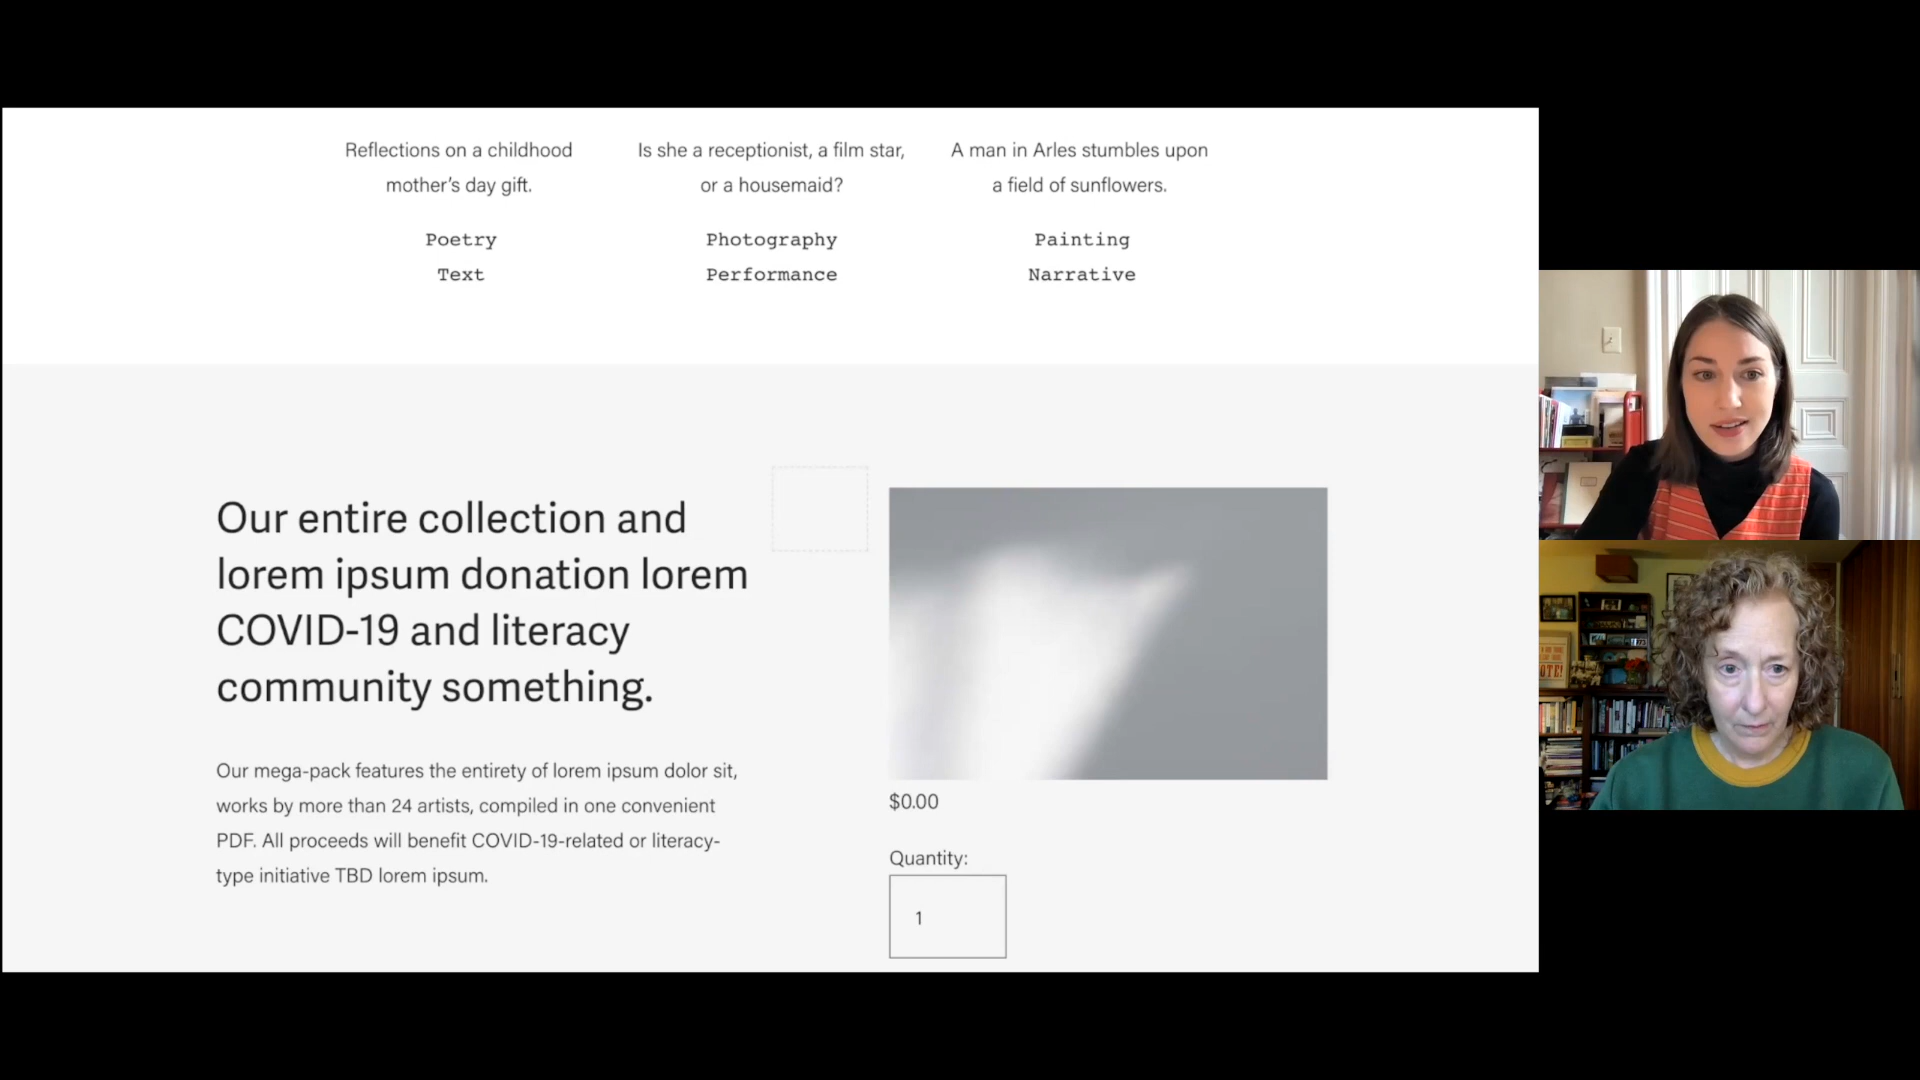 Reflections on a childhood
mother’s day gift.
Poetry
Text
Is she a receptionist, a film star,
or a housemaid?
Photography
Performance
A man in Arles stumbles upon
a field of sunflowers.
Painting
Narrative
Our entire collection and
lorem ipsum donation lorem
COVID-19 and literacy
community something.
Our mega-pack features the entirety of lorem ipsum dolor sit,
works by more than 24 artists, compiled in one convenient
PDF. All proceeds will benefit COVID-19-related or literacy-
type initiative TBD lorem ipsum.
$0.00
Quantity:
1